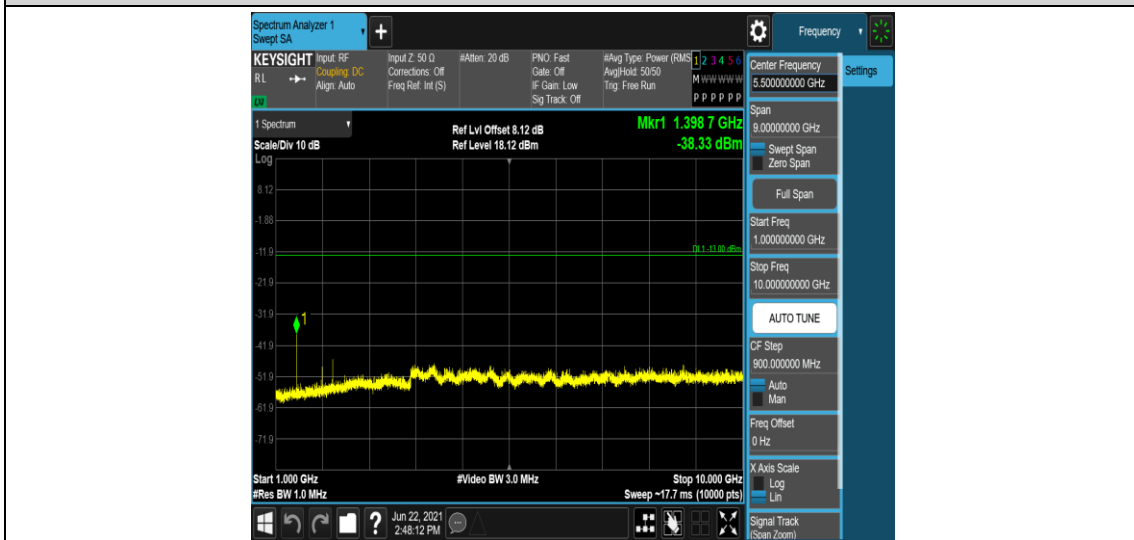 Spectrum Analyzer 1
Swept SA
+
Frequency
KEYSIGHT
RL
LXI
Input: RF
Coupling: DC
Align: Auto
Input Z: 50 Ω
Corrections: Off
Freq Ref: Int (S)
#Atten: 20 dB
PNO: Fast
Gate: Off
IF Gain: Low
Sig Track: Off
#Avg Type: Power (RMS
Avg|Hold: 50/50
Trig: Free Run
1 2 3 4 5 6
M W W W W W
P P P P P P
1 Spectrum
Scale/Div 10 dB
Ref Lvl Offset 8.12 dB
Ref Level 18.12 dBm
Mkr1 1.398 7 GHz
-38.33 dBm
Log
8.12
-1.88
-11.9
DL1 -13.00 dBm
-21.9
-31.9
1
-41.9
-51.9
-61.9
-71.9
Start 1.000 GHz
#Res BW 1.0 MHz
#Video BW 3.0 MHz
Stop 10.000 GHz
Sweep ~17.7 ms (10000 pts)
?
Jun 22, 2021
2:48:12 PM
Center Frequency
5.500000000 GHz
Settings
Span
9.00000000 GHz
Swept Span
Zero Span
Full Span
Start Freq
1.000000000 GHz
Stop Freq
10.000000000 GHz
AUTO TUNE
CF Step
900.000000 MHz
Auto
Man
Freq Offset
0 Hz
X Axis Scale
Log
Lin
Signal Track
(Span Zoom)